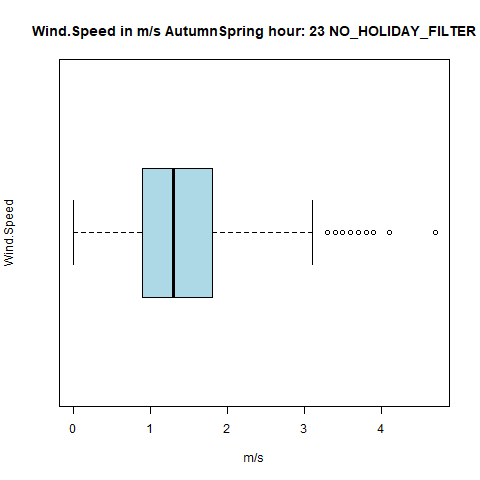 Wind.Speed in m/s AutumnSpring hour: 23 NO_HOLIDAY_FILTER
Wind.Speed
0 1 2 3 4
m/s